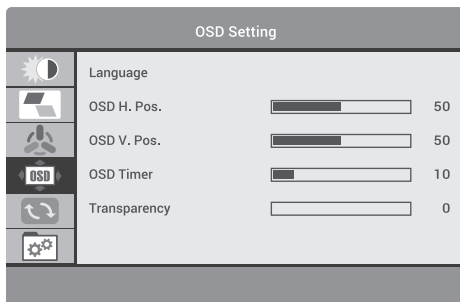 OSD Setting
Language
OSD H. Pos. 50
OSD V. Pos. 50
OSD OSD Timer 10
Transparency 0